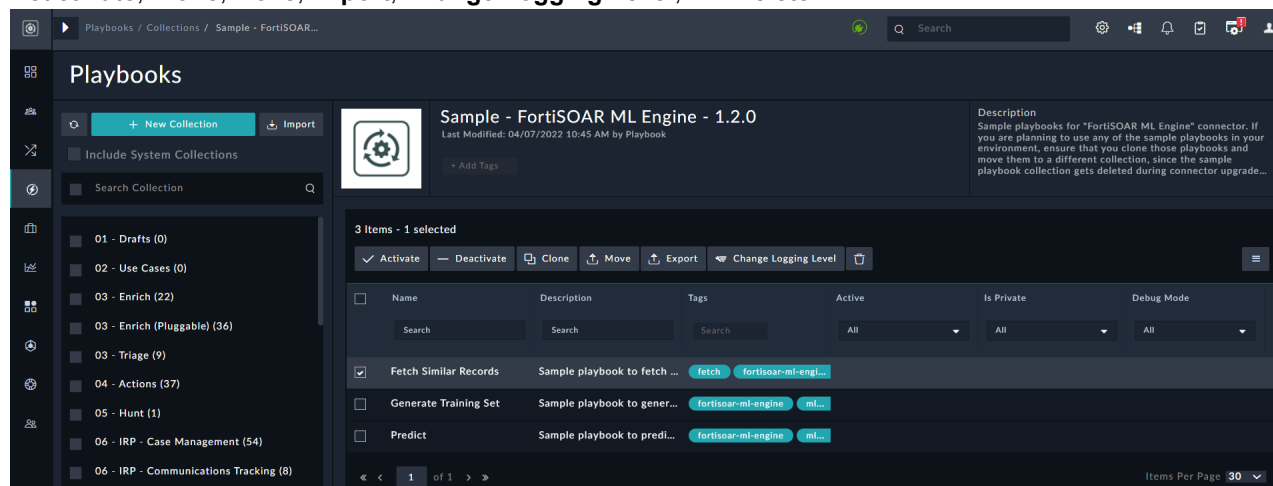 Playbooks / Collections / Sample - FortiSOAR...
Search
Playbooks
+ New Collection
Import
Include System Collections
Search Collection
01 - Drafts (0)
02 - Use Cases (0)
03 - Enrich (22)
03 - Enrich (Pluggable) (36)
03 - Triage (9)
04 - Actions (37)
05 - Hunt (1)
06 - IRP - Case Management (54)
06 - IRP - Communications Tracking (8)
Sample - FortiSOAR ML Engine - 1.2.0
Last Modified: 04/07/2022 10:45 AM by Playbook
+ Add Tags
Description
Sample playbooks for "FortiSOAR ML Engine" connector. If
you are planning to use any of the sample playbooks in your
environment, ensure that you clone those playbooks and
move them to a different collection, since the sample
playbook collection gets deleted during connector upgrade...
3 Items - 1 selected
Activate
Deactivate
Clone
Move
Export
Change Logging Level
Name Description Tags Active Is Private Debug Mode
Search Search Search All All All
Fetch Similar Records Sample playbook to fetch ... fetch fortisoar-ml-engi...
Generate Training Set Sample playbook to gener... fortisoar-ml-engine ml...
Predict Sample playbook to predi... fortisoar-ml-engine ml...
« < 1 of 1 > »
Items Per Page 30